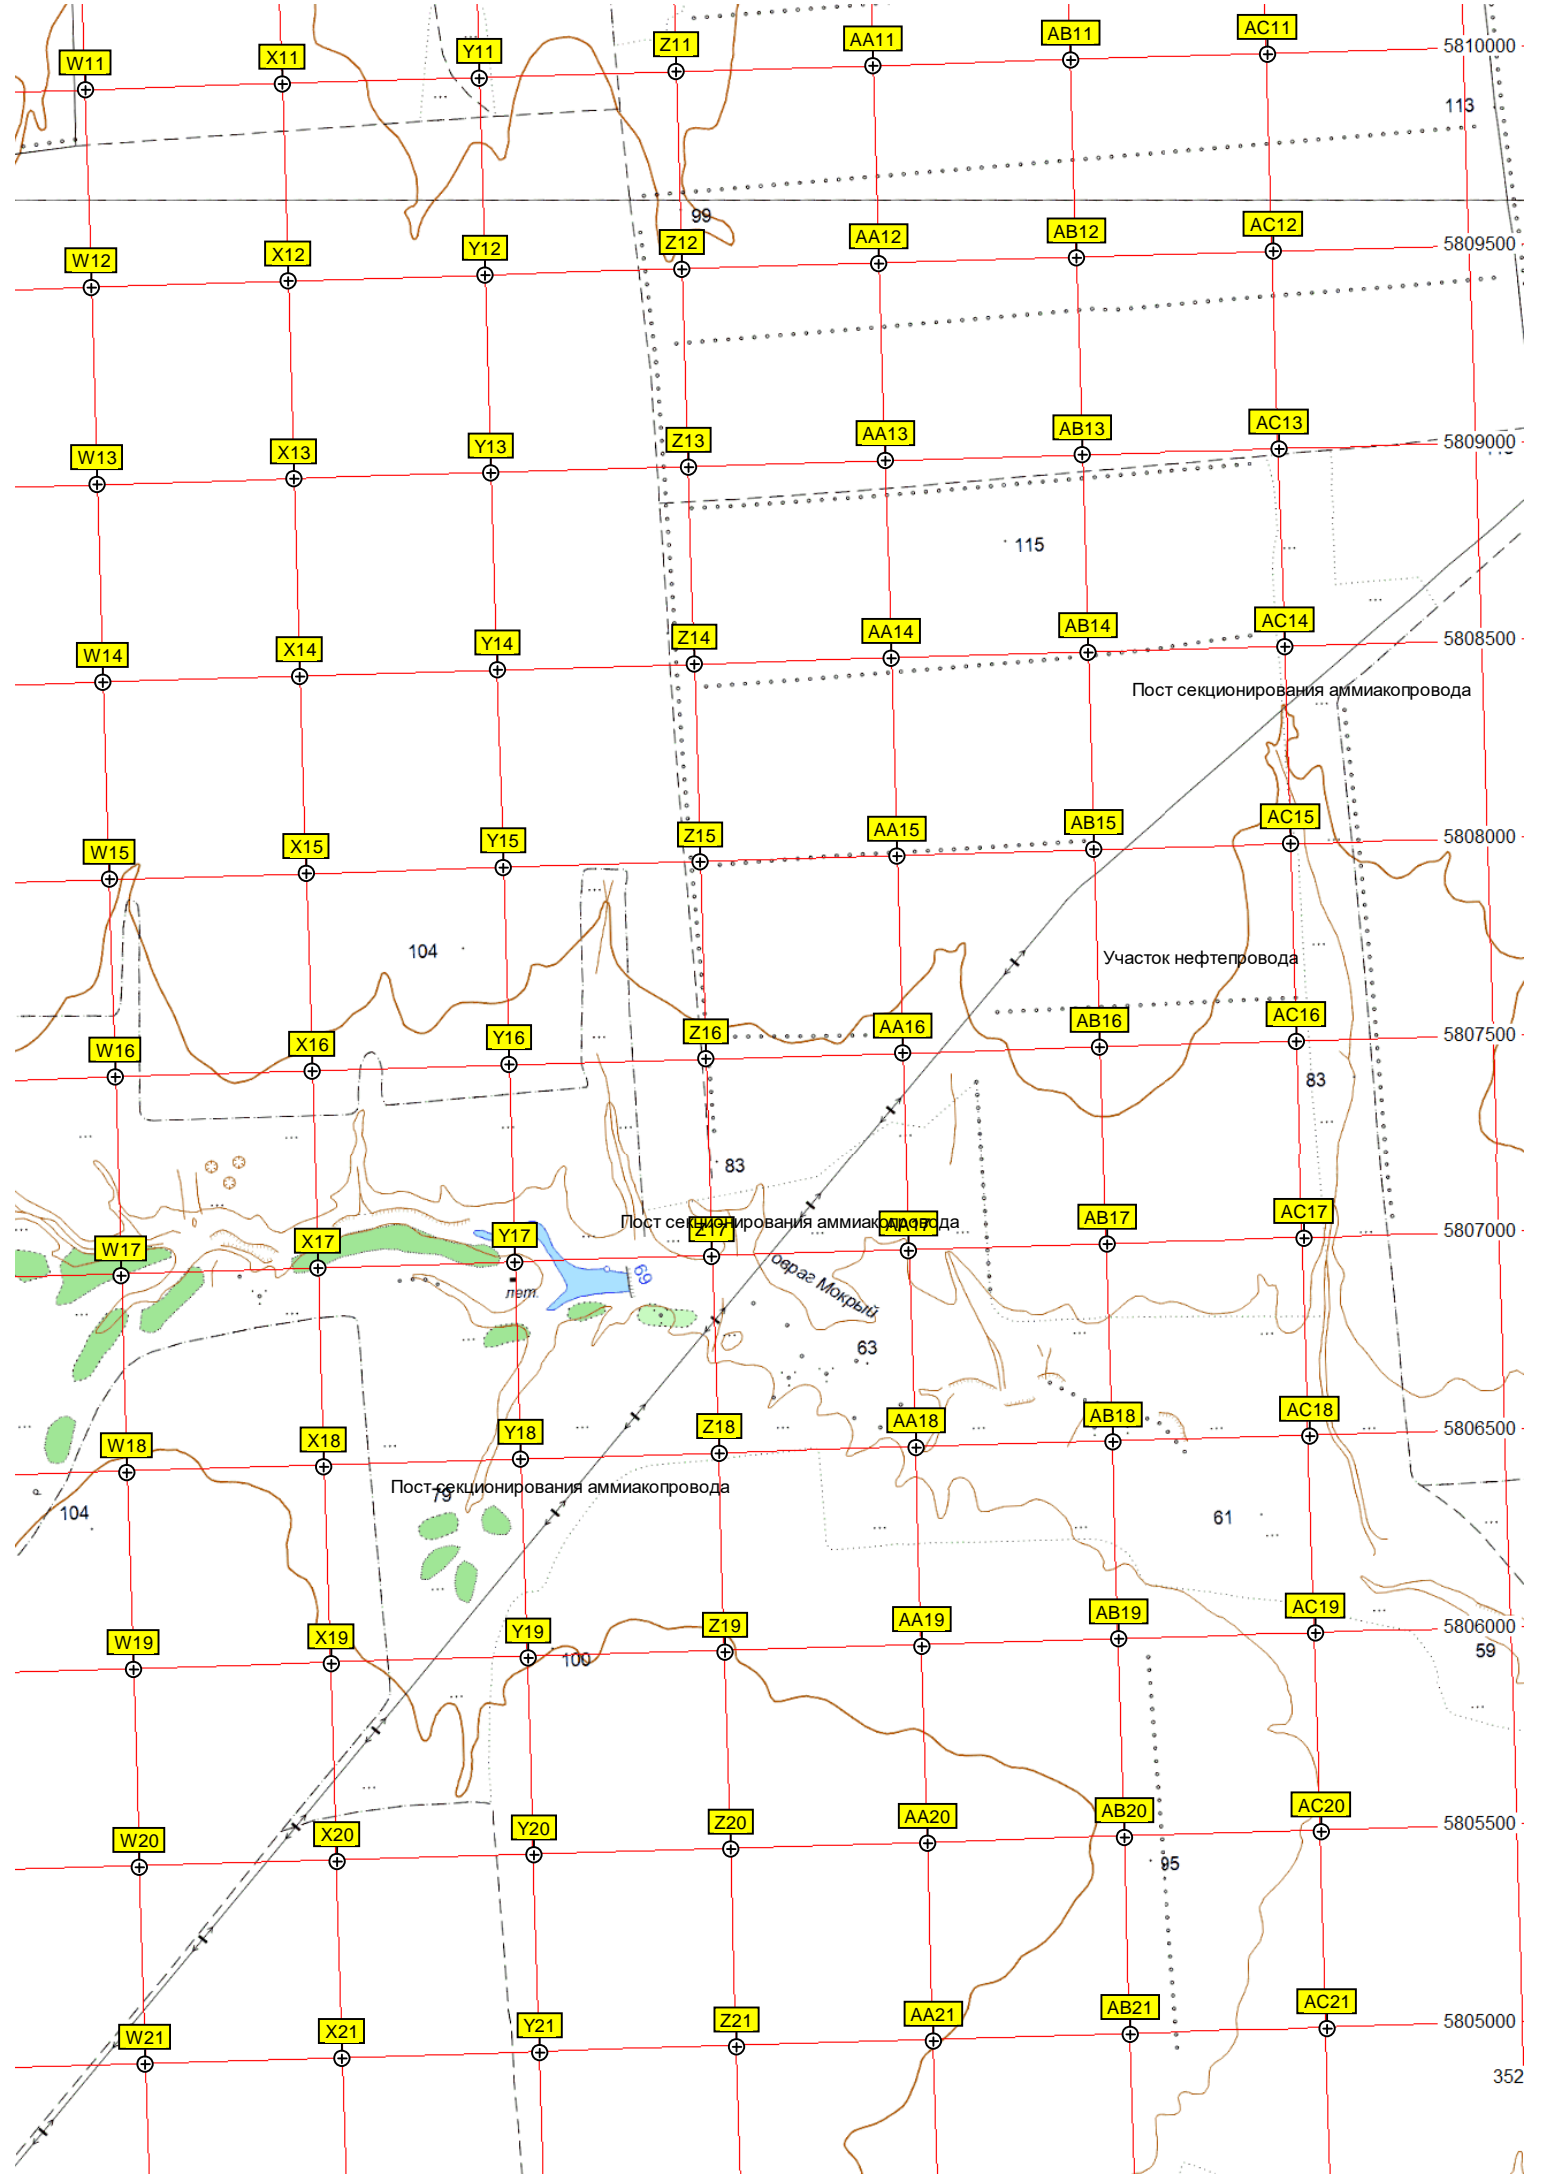 W11 X11 Y11 Z11 AA11 AB11 AC11 5810000
113
99
W12 X12 Y12 Z12 AA12 AB12 AC12 5809500
W13 X13 Y13 Z13 AA13 AB13 AC13 5809000
115
W14 X14 Y14 Z14 AA14 AB14 AC14 5808500
Пост секционирования аммиакопровода
W15 X15 Y15 Z15 AA15 AB15 AC15 5808000
104
Участок нефтепровода
W16 X16 Y16 Z16 AA16 AB16 AC16 5807500
83
83
Пост секционирования аммиакопровода
W17 X17 Y17 Z17 AA17 AB17 AC17 5807000
69
лет.
овраг Мокрый
63
W18 X18 Y18 Z18 AA18 AB18 AC18 5806500
Пост секционирования аммиакопровода
79
104
61
W19 X19 Y19 Z19 AA19 AB19 AC19 5806000
100
59
W20 X20 Y20 Z20 AA20 AB20 AC20 5805500
95
W21 X21 Y21 Z21 AA21 AB21 AC21 5805000
352